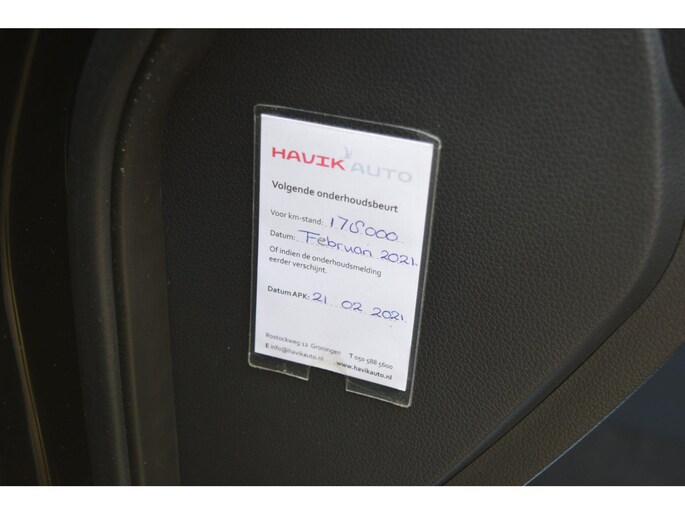 HAVIK AUTO
Volgende onderhoudsbeurt
Voor km-stand: 175000
Datum: Februari 2021.
Of indien de onderhoudsmelding
eerder verschijnt.
Datum APK: 21 02 2021.
Rostockweg 12 Groningen T 050 588 5600
E info@havikauto.nl www.havikauto.nl